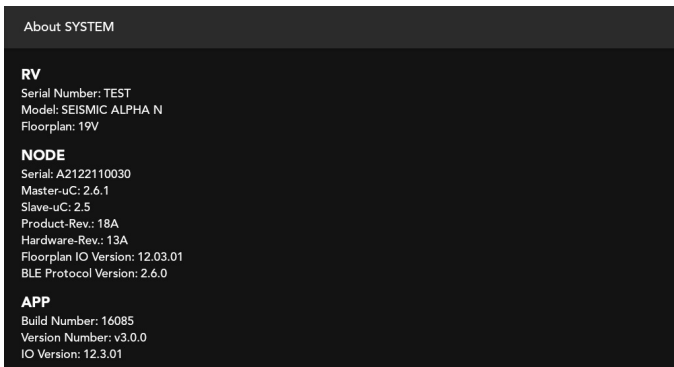 About SYSTEM
RV
Serial Number: TEST
Model: SEISMIC ALPHA N
Floorplan: 19V
NODE
Serial: A2122110030
Master-uC: 2.6.1
Slave-uC: 2.5
Product-Rev.: 18A
Hardware-Rev.: 13A
Floorplan IO Version: 12.03.01
BLE Protocol Version: 2.6.0
APP
Build Number: 16085
Version Number: v3.0.0
IO Version: 12.3.01